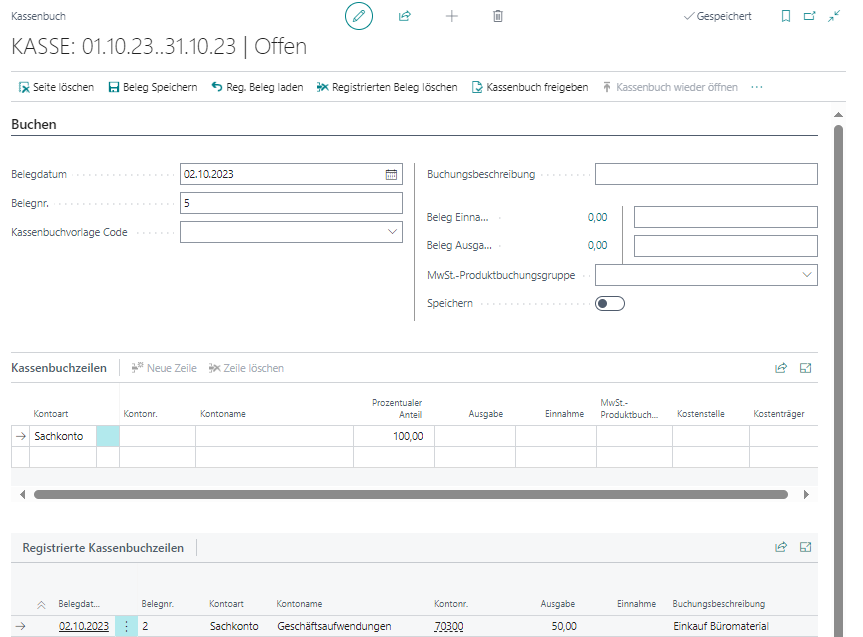 Kassenbuch
Gespeichert
KASSE: 01.10.23..31.10.23 | Offen
Seite löschen Beleg Speichern Reg. Beleg laden Registrierten Beleg löschen Kassenbuch freigeben Kassenbuch wieder öffnen ...
Buchen
Belegdatum 02.10.2023
Belegnr. 5
Kassenbuchvorlage Code
Buchungsbeschreibung
Beleg Einna... 0,00
Beleg Ausga... 0,00
MwSt.-Produktbuchungsgruppe
Speichern
Kassenbuchzeilen Neue Zeile Zeile löschen
Kontoart Kontonr. Kontoname Prozentualer Anteil Ausgabe Einnahme MwSt.-Produktbuch... Kostenstelle Kostenträger
Sachkonto 100,00
Registrierte Kassenbuchzeilen
Belegdat... Belegnr. Kontoart Kontoname Kontonr. Ausgabe Einnahme Buchungsbeschreibung
02.10.2023 2 Sachkonto Geschäftsaufwendungen 70300 50,00 Einkauf Büromaterial